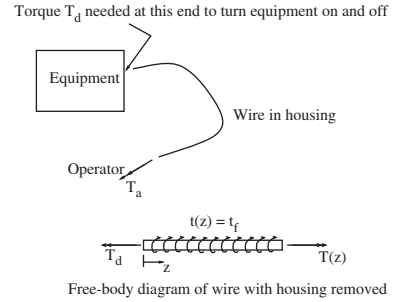 Torque T_d needed at this end to turn equipment on and off
Equipment
Wire in housing
Operator
T_a
t(z) = t_f
T_d
z
T(z)
Free-body diagram of wire with housing removed